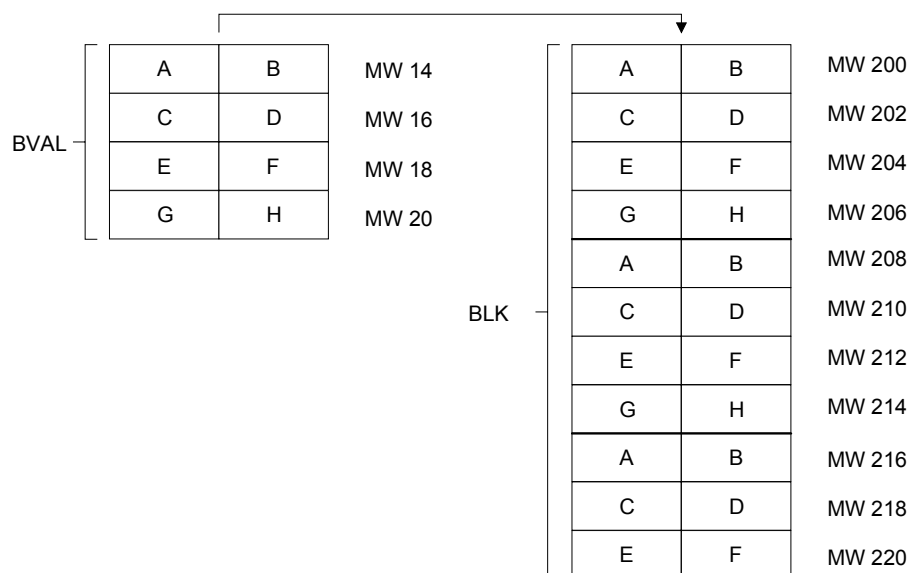 BVAL
A B MW 14
C D MW 16
E F MW 18
G H MW 20
BLK
A B MW 200
C D MW 202
E F MW 204
G H MW 206
A B MW 208
C D MW 210
E F MW 212
G H MW 214
A B MW 216
C D MW 218
E F MW 220